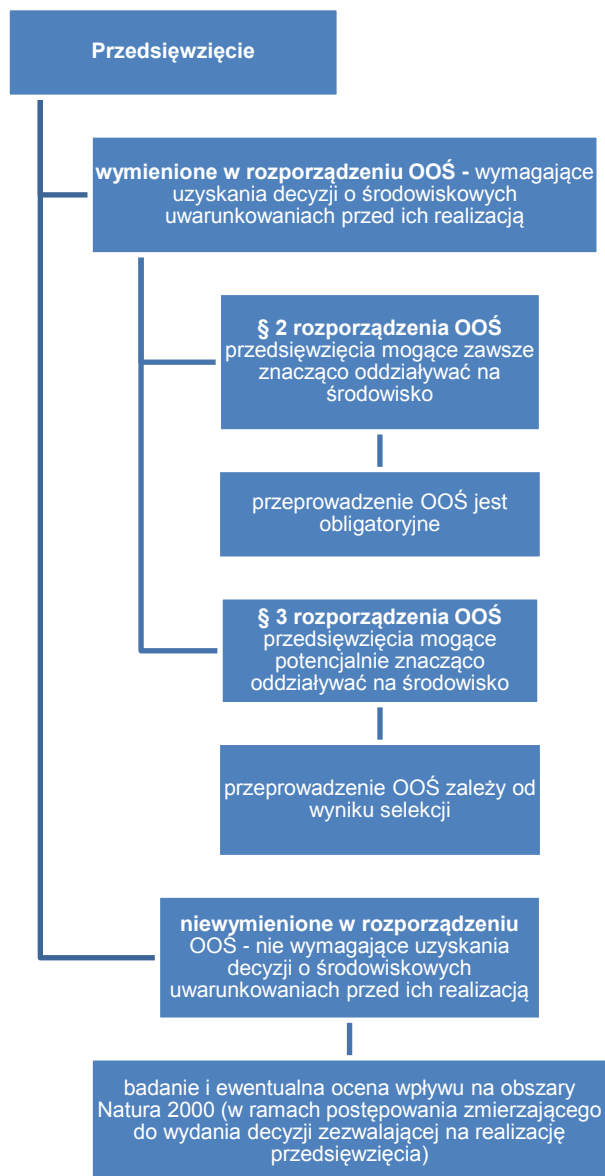 Przedsięwzięcie
wymienione w rozporządzeniu OOŚ - wymagające
uzyskania decyzji o środowiskowych
uwarunkowaniach przed ich realizacją
§ 2 rozporządzenia OOŚ
przedsięwzięcia mogące zawsze
znacząco oddziaływać na
środowisko
przeprowadzenie OOŚ jest
obligatoryjne
§ 3 rozporządzenia OOŚ
przedsięwzięcia mogące
potencjalnie znacząco
oddziaływać na środowisko
przeprowadzenie OOŚ zależy od
wyniku selekcji
niewymienione w rozporządzeniu
OOŚ - nie wymagające uzyskania
decyzji o środowiskowych
uwarunkowaniach przed ich realizacją
badanie i ewentualna ocena wpływu na obszary
Natura 2000 (w ramach postępowania zmierzającego
do wydania decyzji zezwalającej na realizację
przedsięwzięcia)